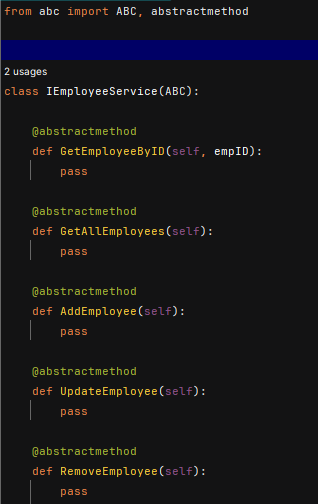 from abc import ABC, abstractmethod
2 usages
class IEmployeeService(ABC):
@abstractmethod
def GetEmployeeByID(self, empID):
pass
@abstractmethod
def GetAllEmployees(self):
pass
@abstractmethod
def AddEmployee(self):
pass
@abstractmethod
def UpdateEmployee(self):
pass
@abstractmethod
def RemoveEmployee(self):
pass